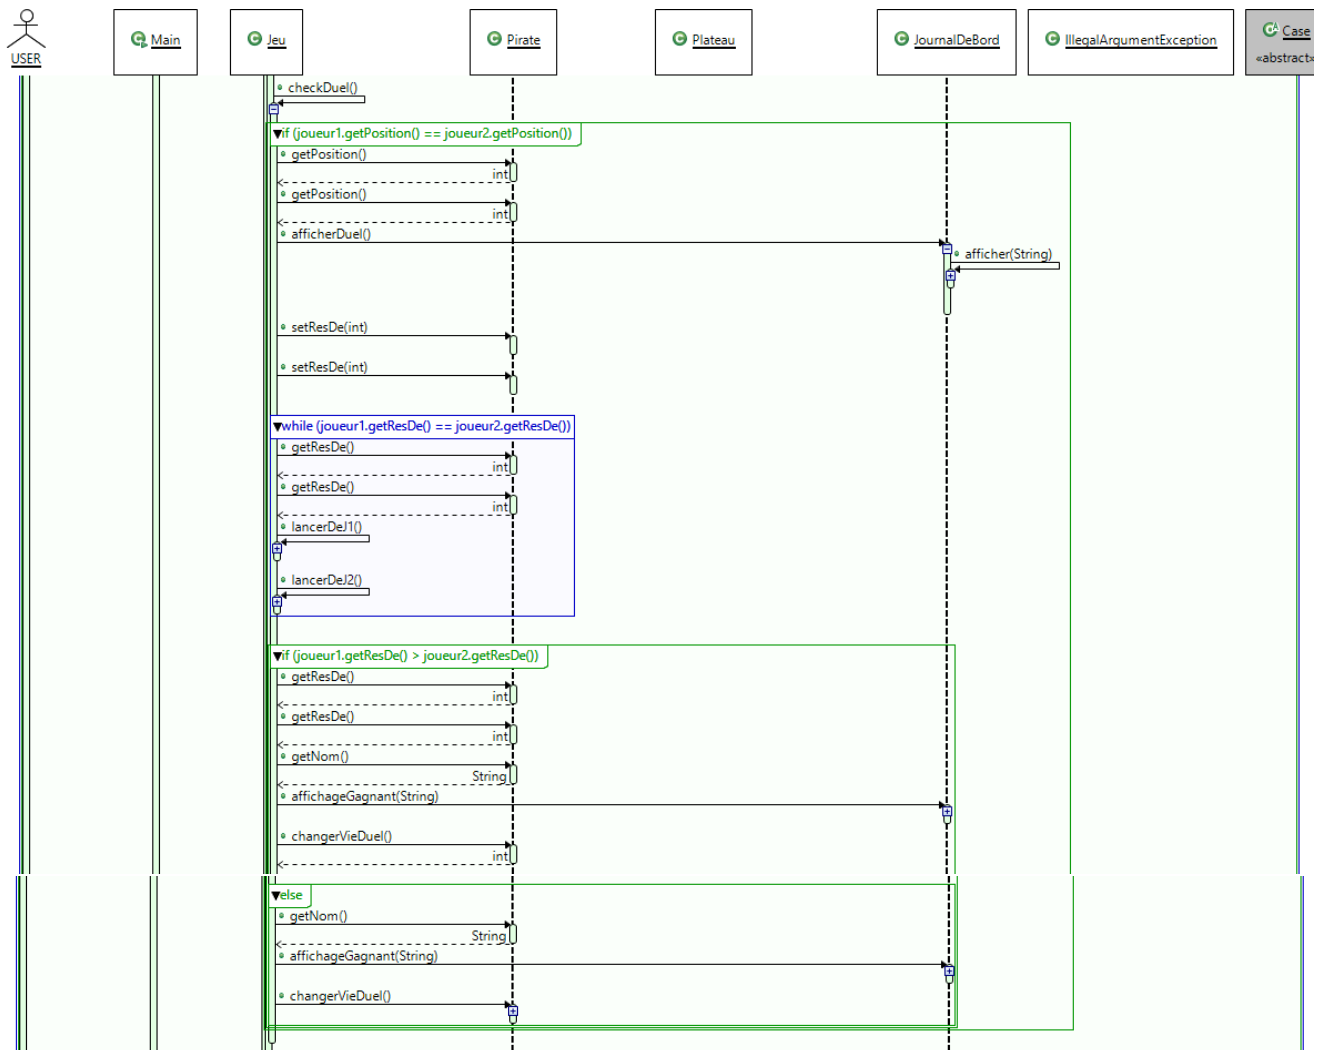 USER
Main
Jeu
Pirate
Plateau
JournalDeBord
IllegalArgumentException
Case
«abstract»
checkDuel()
if (joueur1.getPosition() == joueur2.getPosition())
getPosition()
int
getPosition()
int
afficherDuel()
afficher(String)
setResDe(int)
setResDe(int)
while (joueur1.getResDe() == joueur2.getResDe())
getResDe()
int
getResDe()
int
lancerDeJ1()
lancerDeJ2()
if (joueur1.getResDe() > joueur2.getResDe())
getResDe()
int
getResDe()
int
getNom()
String
affichageGagnant(String)
changerVieDuel()
int
else
getNom()
String
affichageGagnant(String)
changerVieDuel()